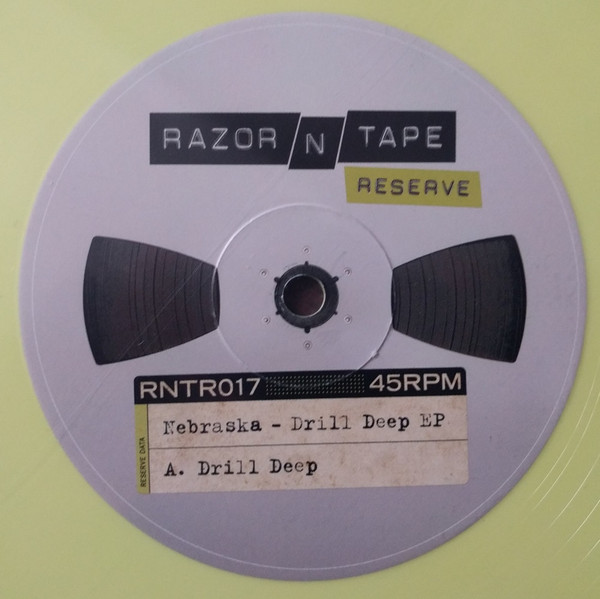 RAZOR N TAPE
RESERVE
RNTR017 45RPM
RESERVE DATA
Nebraska - Drill Deep EP
A. Drill Deep